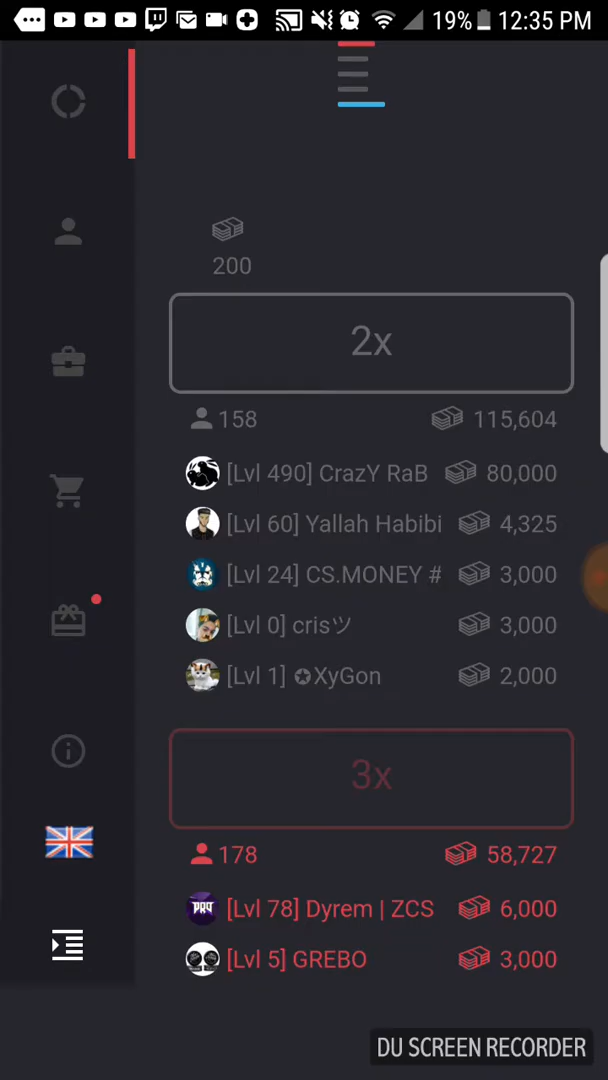 19% 12:35 PM
200
2x
158 115,604
[Lvl 490] CrazY RaB 80,000
[Lvl 60] Yallah Habibi 4,325
[Lvl 24] CS.MONEY # 3,000
[Lvl 0] crisツ 3,000
[Lvl 1] ✪XyGon 2,000
3x
178 58,727
[Lvl 78] Dyrem | ZCS 6,000
[Lvl 5] GREBO 3,000
DU SCREEN RECORDER